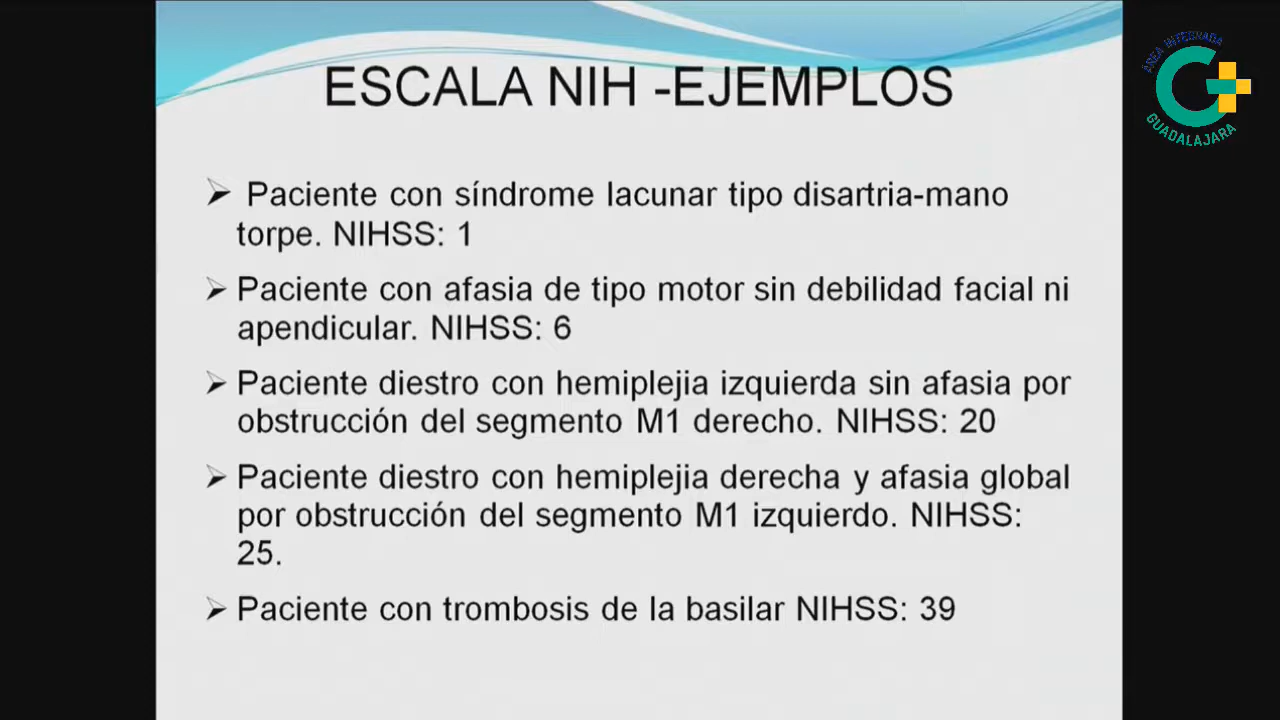 ESCALA NIH -EJEMPLOS
ÁREA INTEGRADA
GUADALAJARA
➢ Paciente con síndrome lacunar tipo disartria-mano
torpe. NIHSS: 1
➢ Paciente con afasia de tipo motor sin debilidad facial ni
apendicular. NIHSS: 6
➢ Paciente diestro con hemiplejia izquierda sin afasia por
obstrucción del segmento M1 derecho. NIHSS: 20
➢ Paciente diestro con hemiplejia derecha y afasia global
por obstrucción del segmento M1 izquierdo. NIHSS:
25.
➢ Paciente con trombosis de la basilar NIHSS: 39